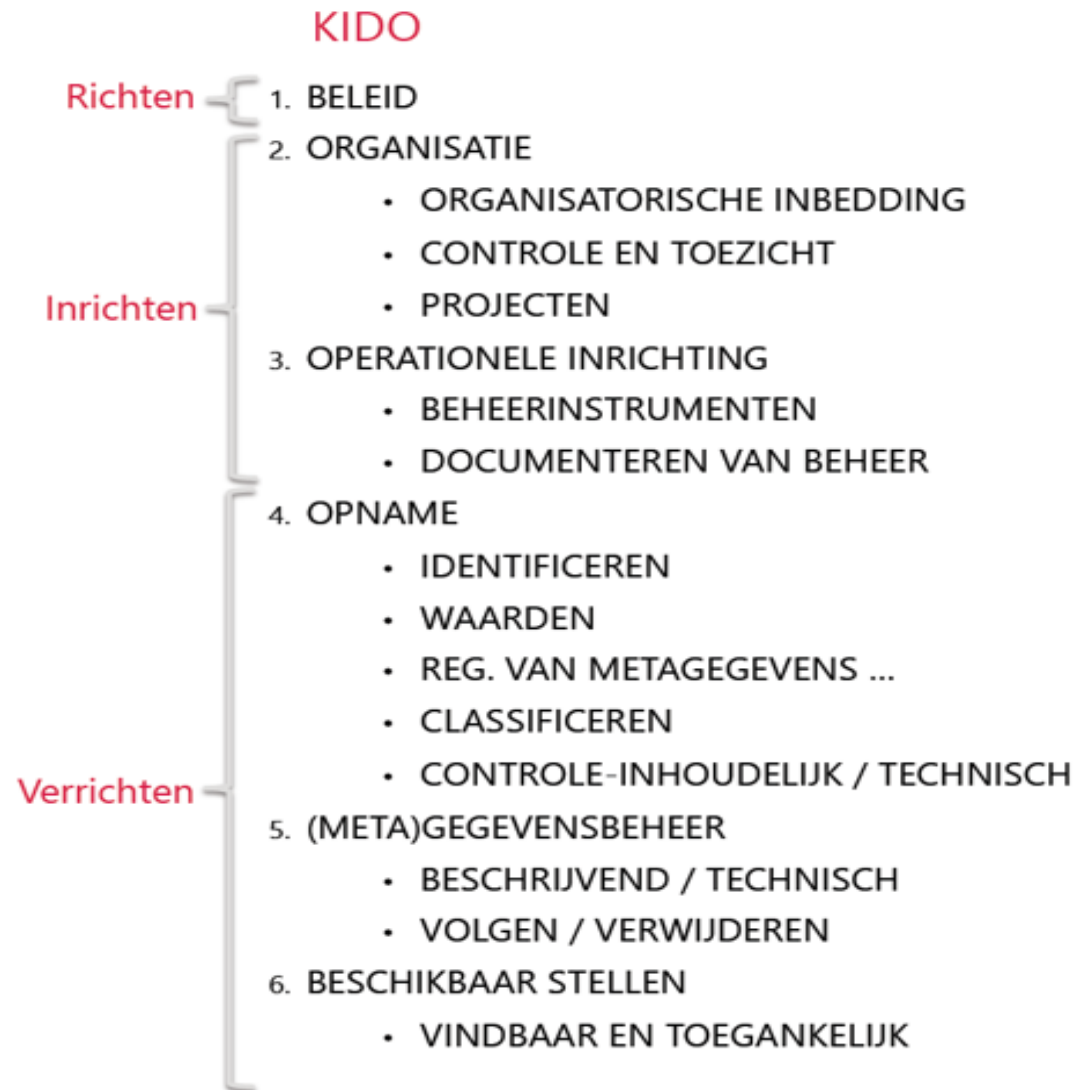 KIDO
Richten
1. BELEID
2. ORGANISATIE
• ORGANISATORISCHE INBEDDING
• CONTROLE EN TOEZICHT
Inrichten
• PROJECTEN
3. OPERATIONELE INRICHTING
• BEHEERINSTRUMENTEN
• DOCUMENTEREN VAN BEHEER
4. OPNAME
• IDENTIFICEREN
• WAARDEN
• REG. VAN METAGEGEVENS ...
• CLASSIFICEREN
• CONTROLE-INHOUDELIJK / TECHNISCH
Verrichten
5. (META)GEGEVENSBEHEER
• BESCHRIJVEND / TECHNISCH
• VOLGEN / VERWIJDEREN
6. BESCHIKBAAR STELLEN
• VINDBAAR EN TOEGANKELIJK